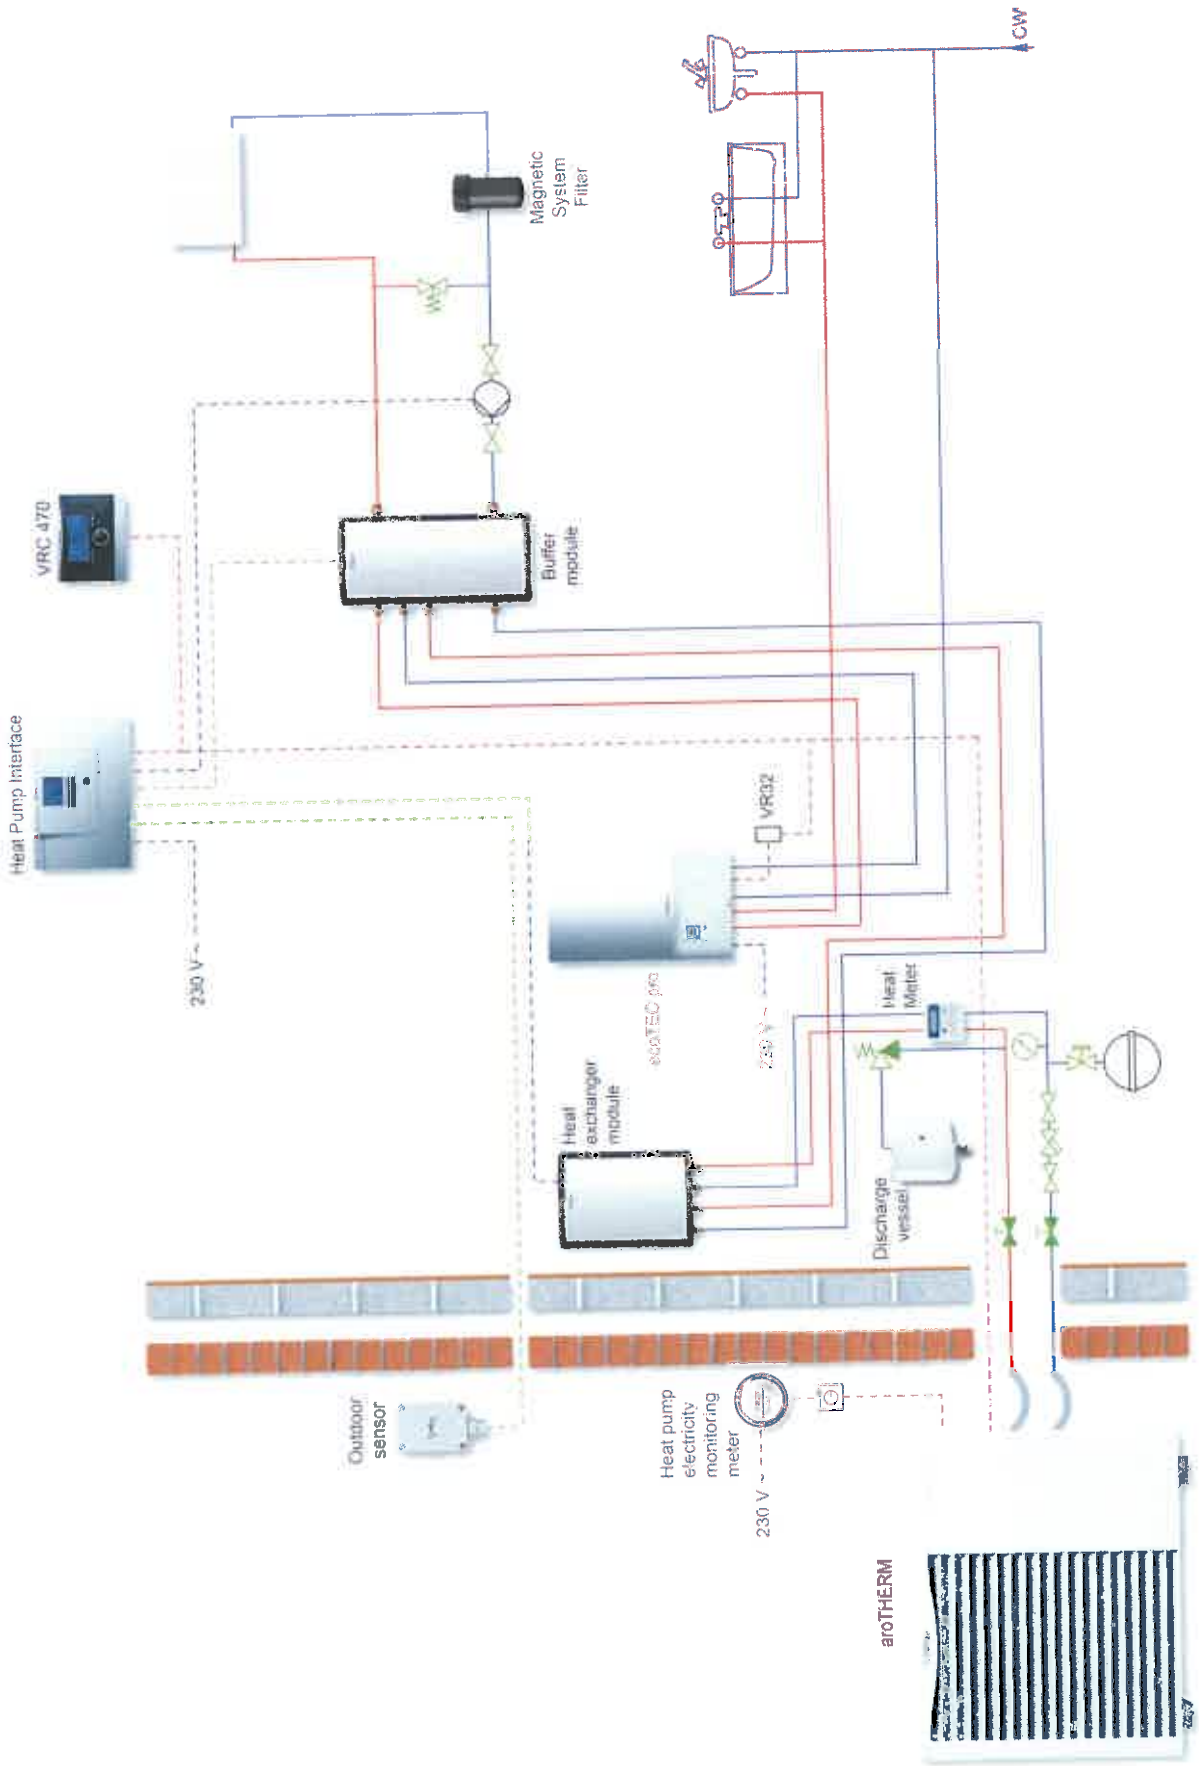 aroTHERM
230 V ~
Heat pump
electricity
monitoring
meter
Outdoor
sensor
Discharge
vessel
Heat
exchanger
module
Heat
Meter
ecoTEC pro
230 V ~
VR32
230 V ~
Heat Pump Interface
VRC 470
Buffer
module
Magnetic
System
Filter
CW